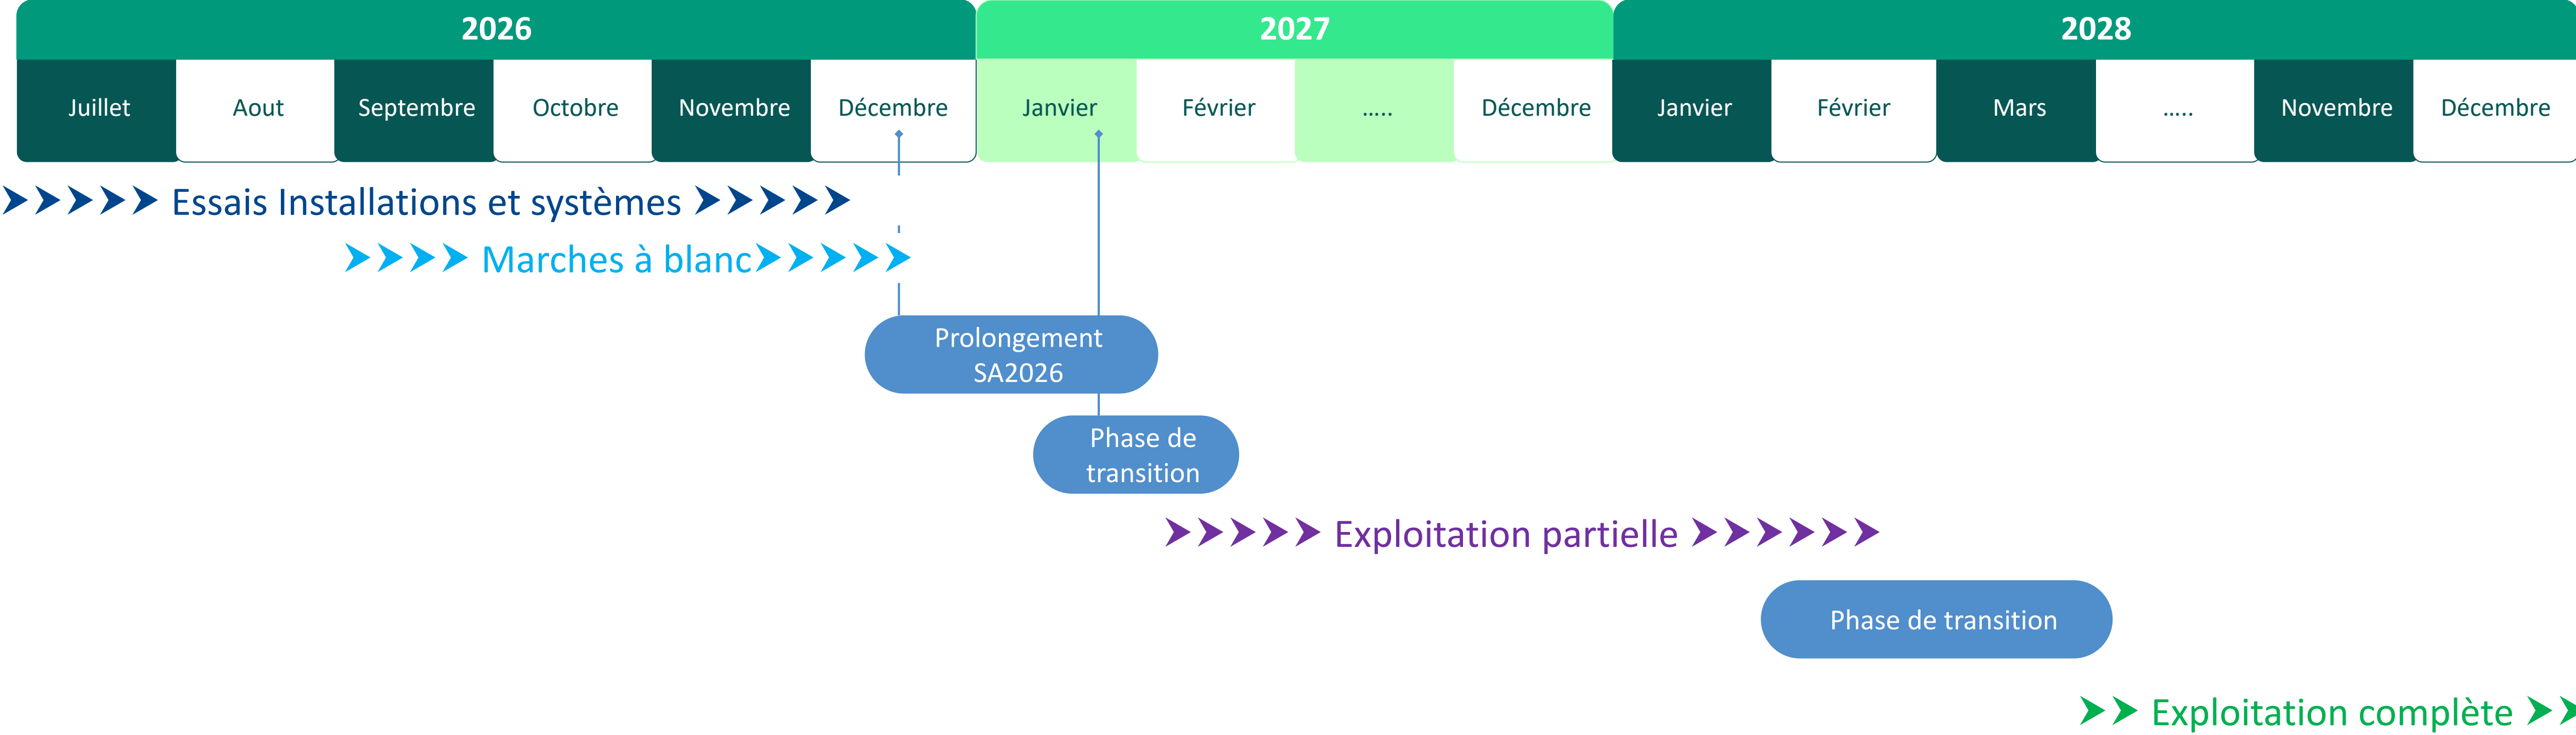 2026
2027
2028
Juillet
Aout
Septembre
Octobre
Novembre
Décembre
Janvier
Février
.....
Décembre
Janvier
Février
Mars
.....
Novembre
Décembre
Essais Installations et systèmes
Marches à blanc
Prolongement
SA2026
Phase de
transition
Exploitation partielle
Phase de transition
Exploitation complète